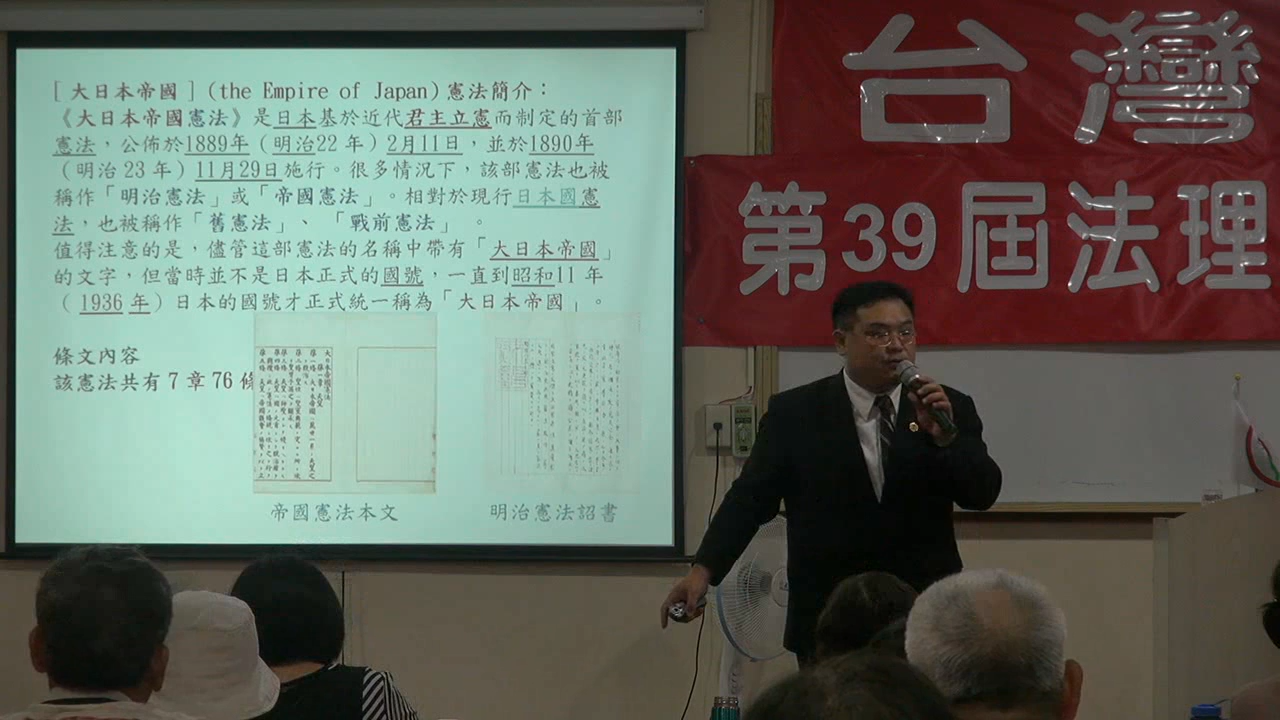 [ 大日本帝國 ] (the Empire of Japan) 憲法簡介：
《大日本帝國憲法》是日本基於近代君主立憲而制定的首部
憲法，公佈於1889年（明治22 年）2月11日，並於1890年
（明治 23 年）11月29日施行。很多情況下，該部憲法也被
稱作「明治憲法」或「帝國憲法」。相對於現行日本國憲
法，也被稱作「舊憲法」、「戰前憲法」。
值得注意的是，儘管這部憲法的名稱中帶有「大日本帝國」
的文字，但當時並不是日本正式的國號，一直到昭和11 年
（1936 年）日本的國號才正式統一稱為「大日本帝國」。
條文內容
該憲法共有 7 章 76 條
大日本帝國憲法
帝國憲法本文
明治憲法詔書
台灣
第39屆法理